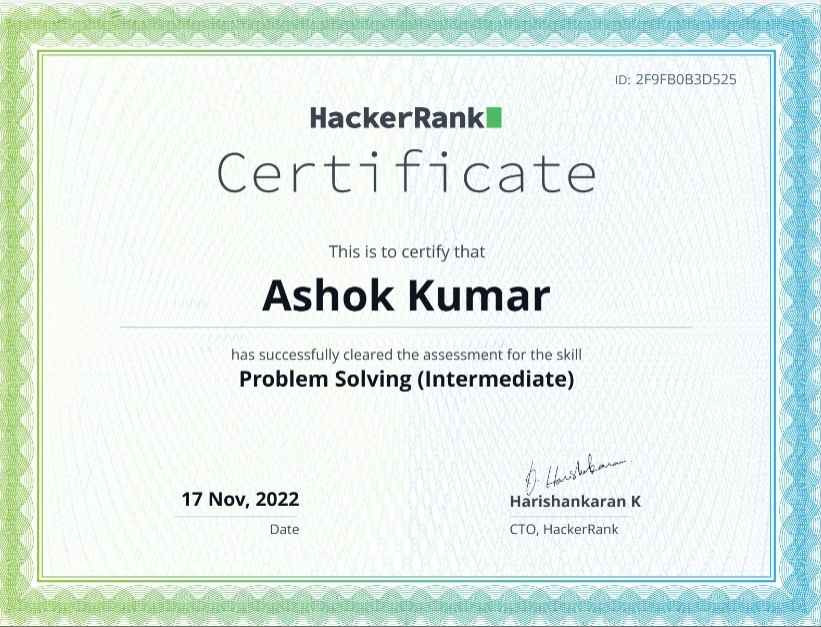 ID: 2F9FB0B3D525
HackerRank
Certificate
This is to certify that
Ashok Kumar
has successfully cleared the assessment for the skill
Problem Solving (Intermediate)
17 Nov, 2022
Date
Harishankaran K
CTO, HackerRank